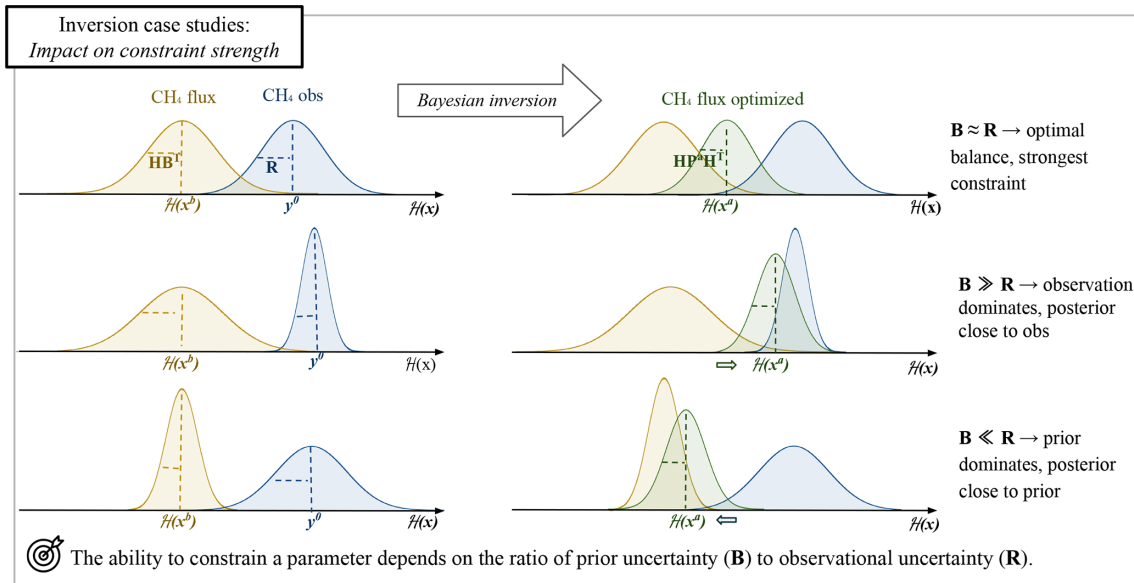 Inversion case studies:
Impact on constraint strength
CH₄ flux
CH₄ obs
Bayesian inversion
CH₄ flux optimized
HBᵀ
R
HPᵃHᵀ
ℋ(xᵇ)
y⁰
ℋ(x)
ℋ(xᵃ)
ℋ(x)
B ≈ R → optimal
balance, strongest
constraint
ℋ(xᵇ)
y⁰
ℋ(x)
⇨
ℋ(xᵃ)
ℋ(x)
B ≫ R → observation
dominates, posterior
close to obs
ℋ(xᵇ)
y⁰
ℋ(x)
ℋ(xᵃ)
⇦
ℋ(x)
B ≪ R → prior
dominates, posterior
close to prior
The ability to constrain a parameter depends on the ratio of prior uncertainty (B) to observational uncertainty (R).